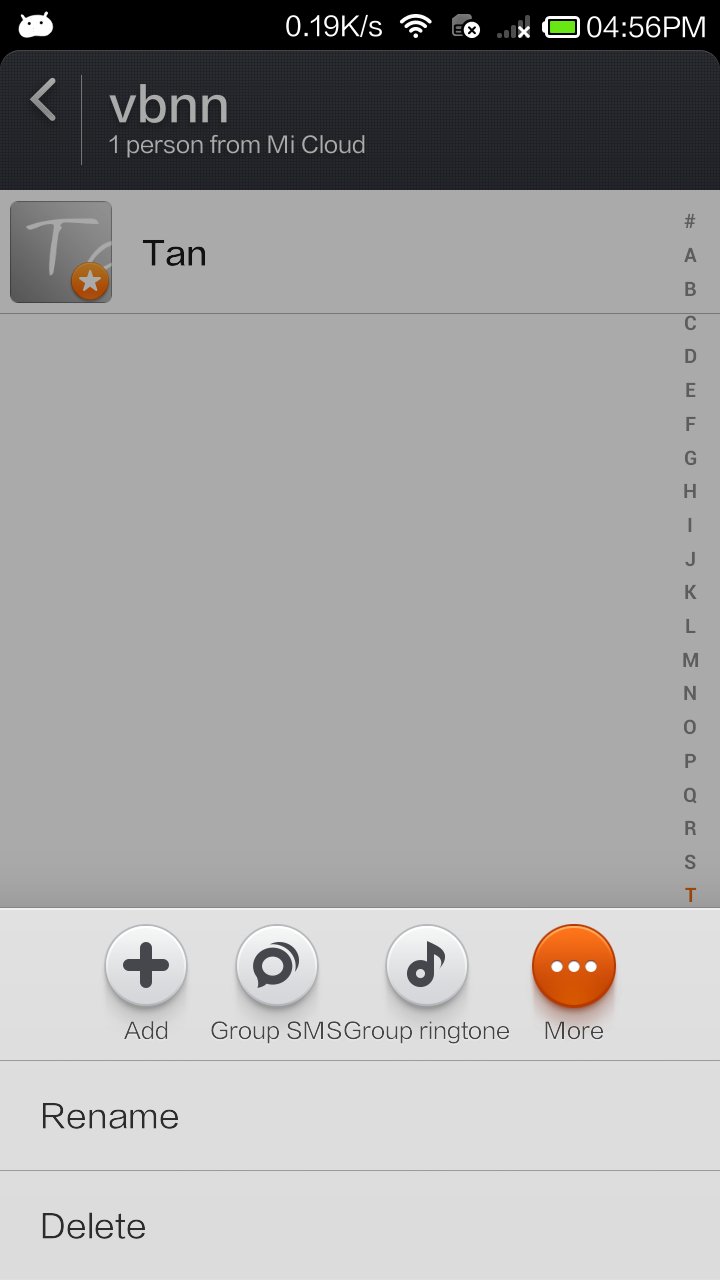 0.19K/s 04:56PM
vbnn
1 person from Mi Cloud
T
Tan
#
A
B
C
D
E
F
G
H
I
J
K
L
M
N
O
P
Q
R
S
T
Add Group SMS Group ringtone More
Rename
Delete